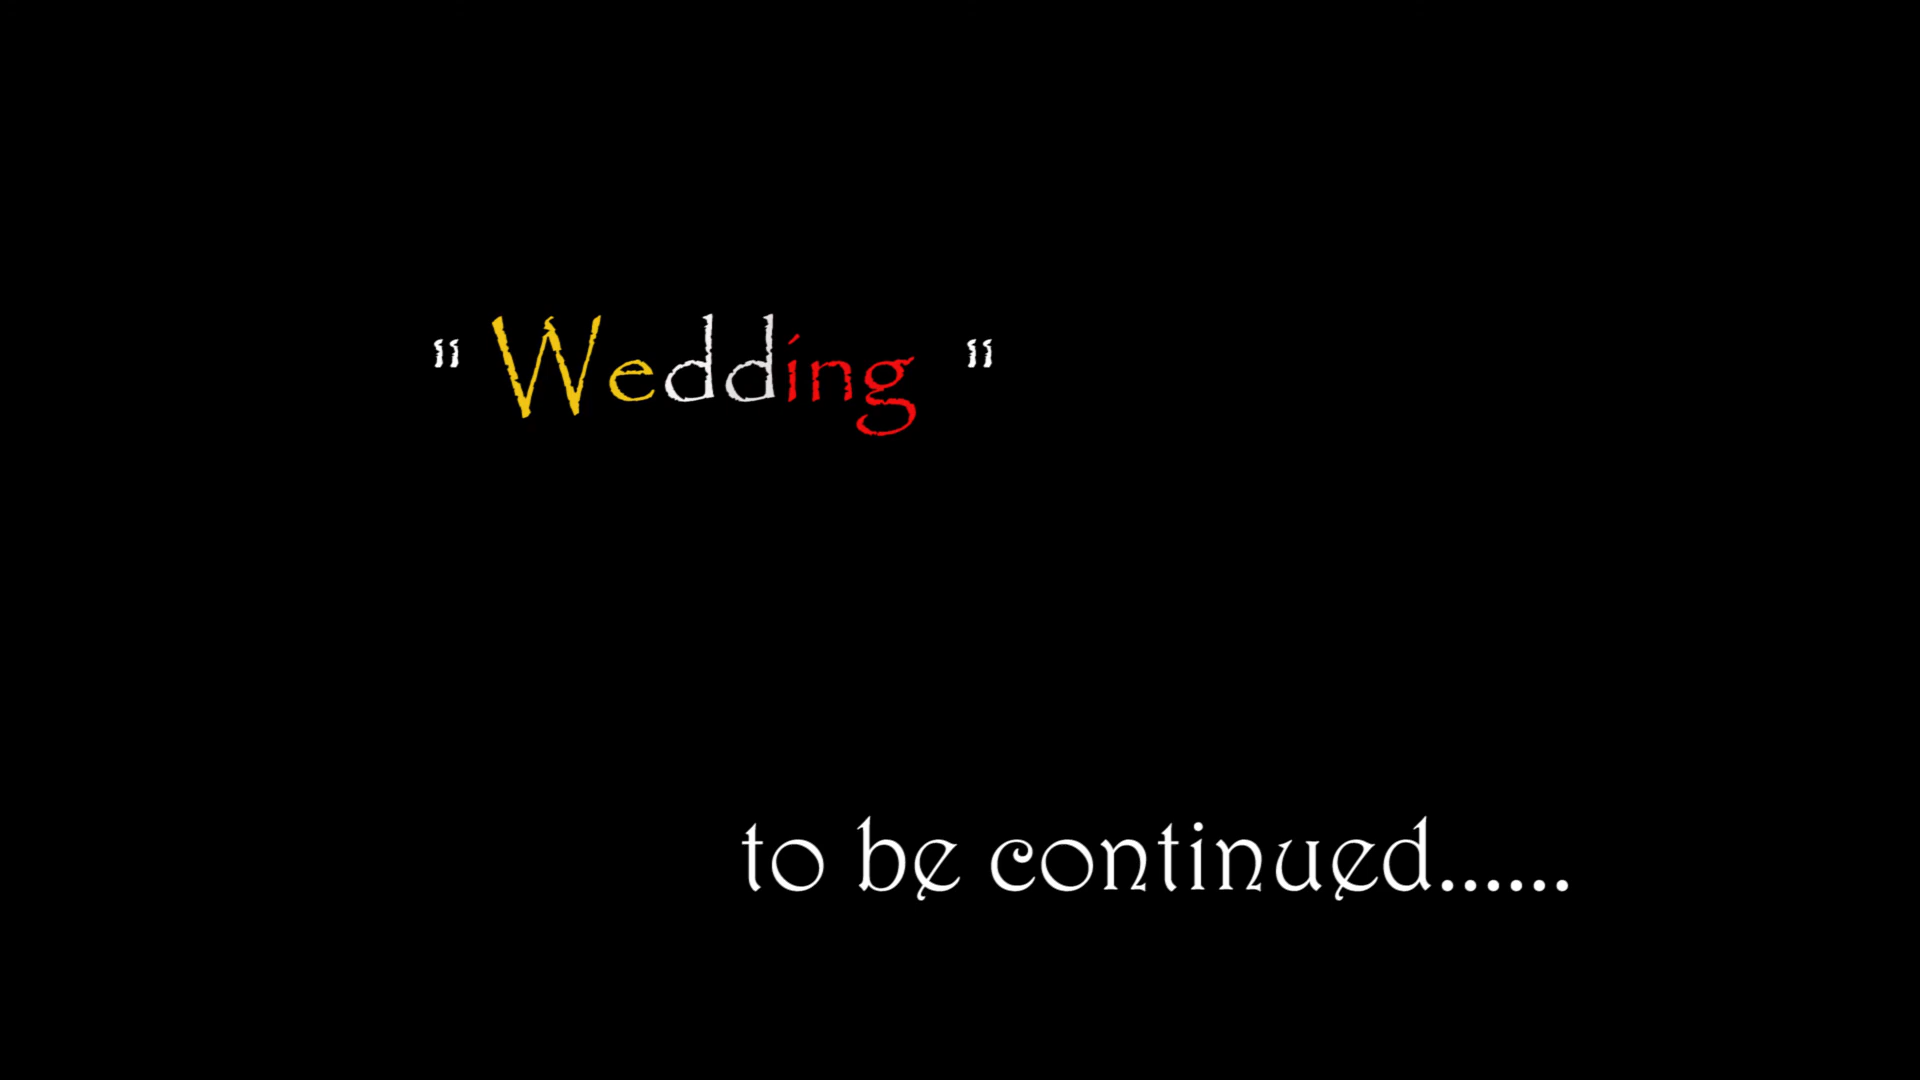 " Wedding "
to be continued......